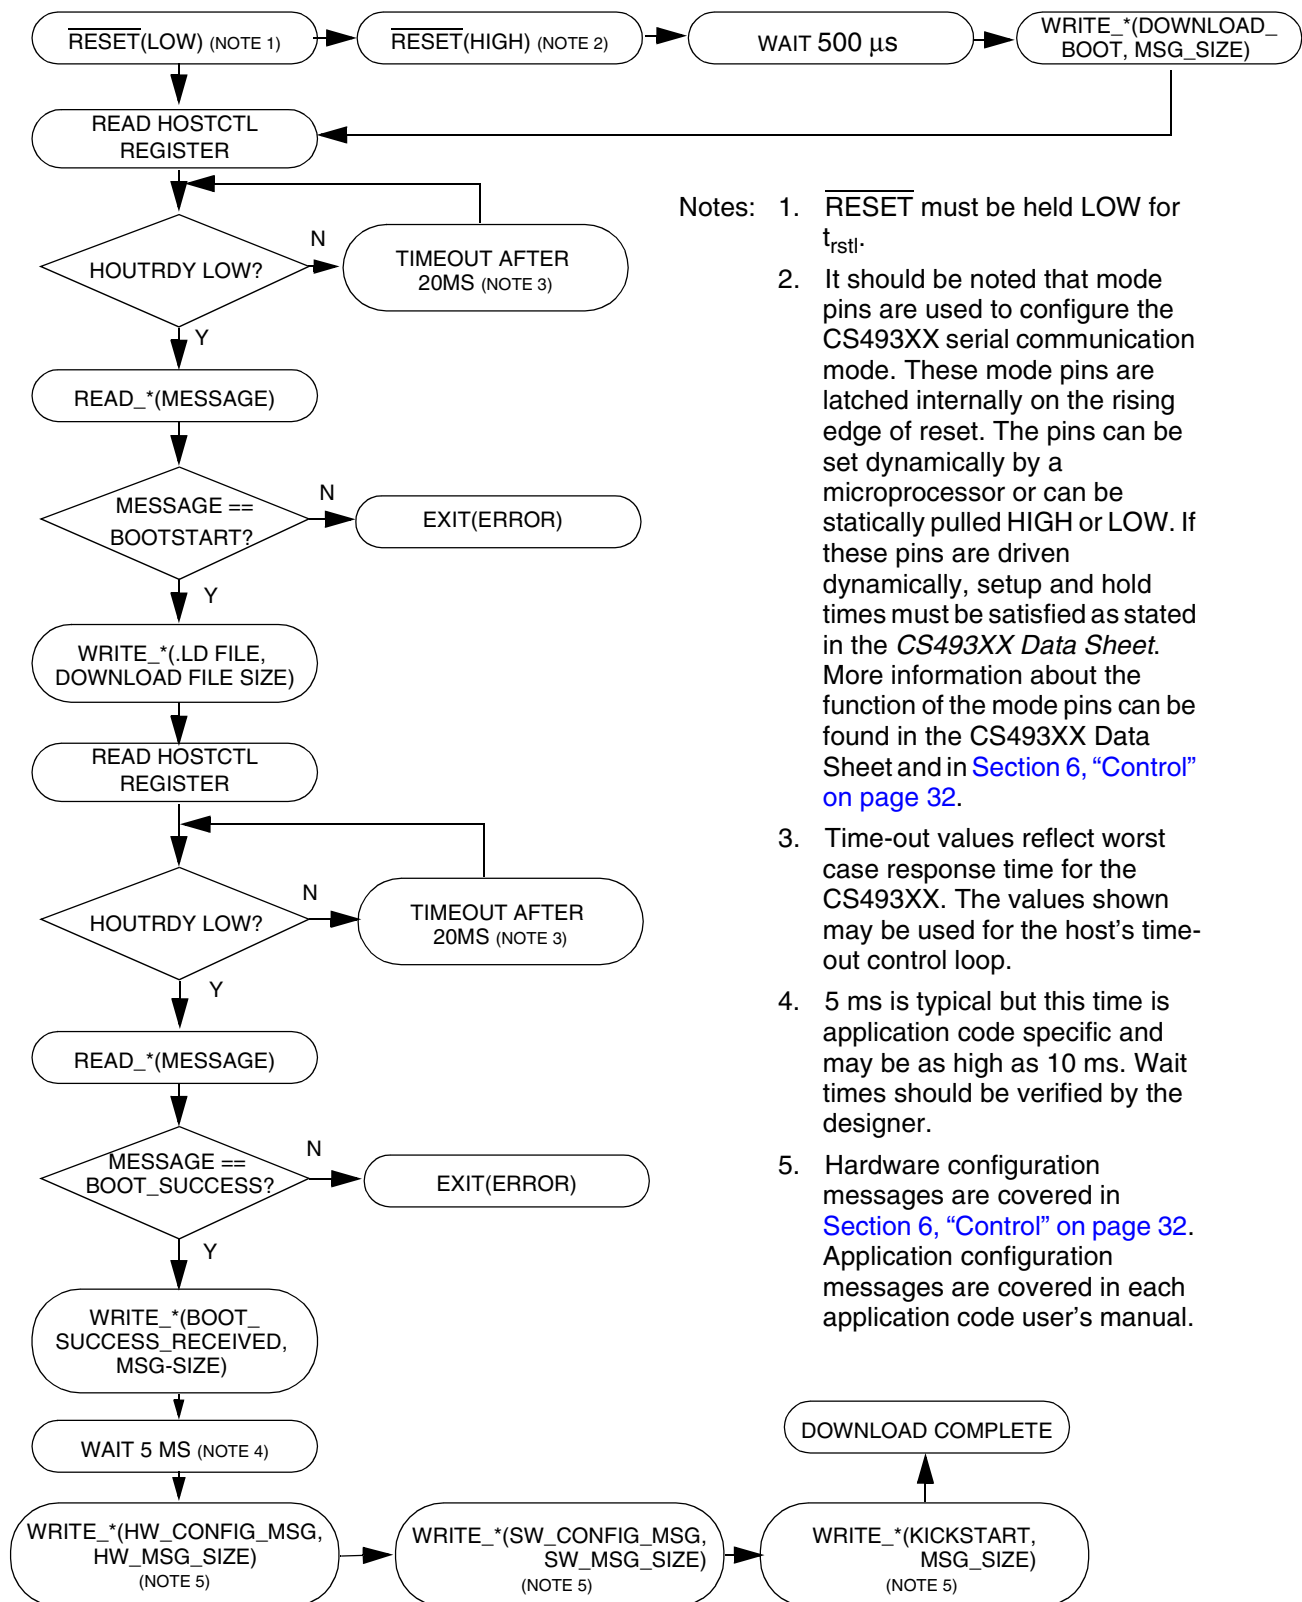 RESET(LOW) (NOTE 1)
RESET(HIGH) (NOTE 2)
WAIT 500 µs
WRITE_*(DOWNLOAD_
BOOT, MSG_SIZE)
READ HOSTCTL
REGISTER
HOUTRDY LOW?
N
TIMEOUT AFTER
20MS (NOTE 3)
Y
READ_*(MESSAGE)
MESSAGE ==
BOOTSTART?
N
EXIT(ERROR)
Y
WRITE_*(.LD FILE,
DOWNLOAD FILE SIZE)
READ HOSTCTL
REGISTER
HOUTRDY LOW?
N
TIMEOUT AFTER
20MS (NOTE 3)
Y
READ_*(MESSAGE)
MESSAGE ==
BOOT_SUCCESS?
N
EXIT(ERROR)
Y
WRITE_*(BOOT_
SUCCESS_RECEIVED,
MSG-SIZE)
WAIT 5 MS (NOTE 4)
WRITE_*(HW_CONFIG_MSG,
HW_MSG_SIZE)
(NOTE 5)
WRITE_*(SW_CONFIG_MSG,
SW_MSG_SIZE)
(NOTE 5)
WRITE_*(KICKSTART,
MSG_SIZE)
(NOTE 5)
DOWNLOAD COMPLETE
Notes: 1. RESET must be held LOW for
trstl.
2. It should be noted that mode
pins are used to configure the
CS493XX serial communication
mode. These mode pins are
latched internally on the rising
edge of reset. The pins can be
set dynamically by a
microprocessor or can be
statically pulled HIGH or LOW. If
these pins are driven
dynamically, setup and hold
times must be satisfied as stated
in the CS493XX Data Sheet.
More information about the
function of the mode pins can be
found in the CS493XX Data
Sheet and in Section 6, “Control”
on page 32.
3. Time-out values reflect worst
case response time for the
CS493XX. The values shown
may be used for the host’s time-
out control loop.
4. 5 ms is typical but this time is
application code specific and
may be as high as 10 ms. Wait
times should be verified by the
designer.
5. Hardware configuration
messages are covered in
Section 6, “Control” on page 32.
Application configuration
messages are covered in each
application code user’s manual.